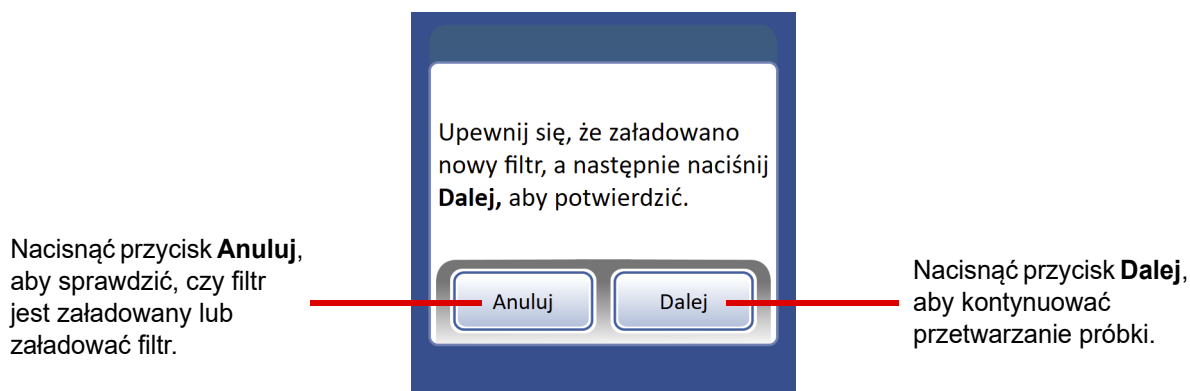 Upewnij się, że załadowano
nowy filtr, a następnie naciśnij
Dalej, aby potwierdzić.
Nacisnąć przycisk Anuluj,
aby sprawdzić, czy filtr
jest załadowany lub
załadować filtr.
Anuluj
Dalej
Nacisnąć przycisk Dalej,
aby kontynuować
przetwarzanie próbki.